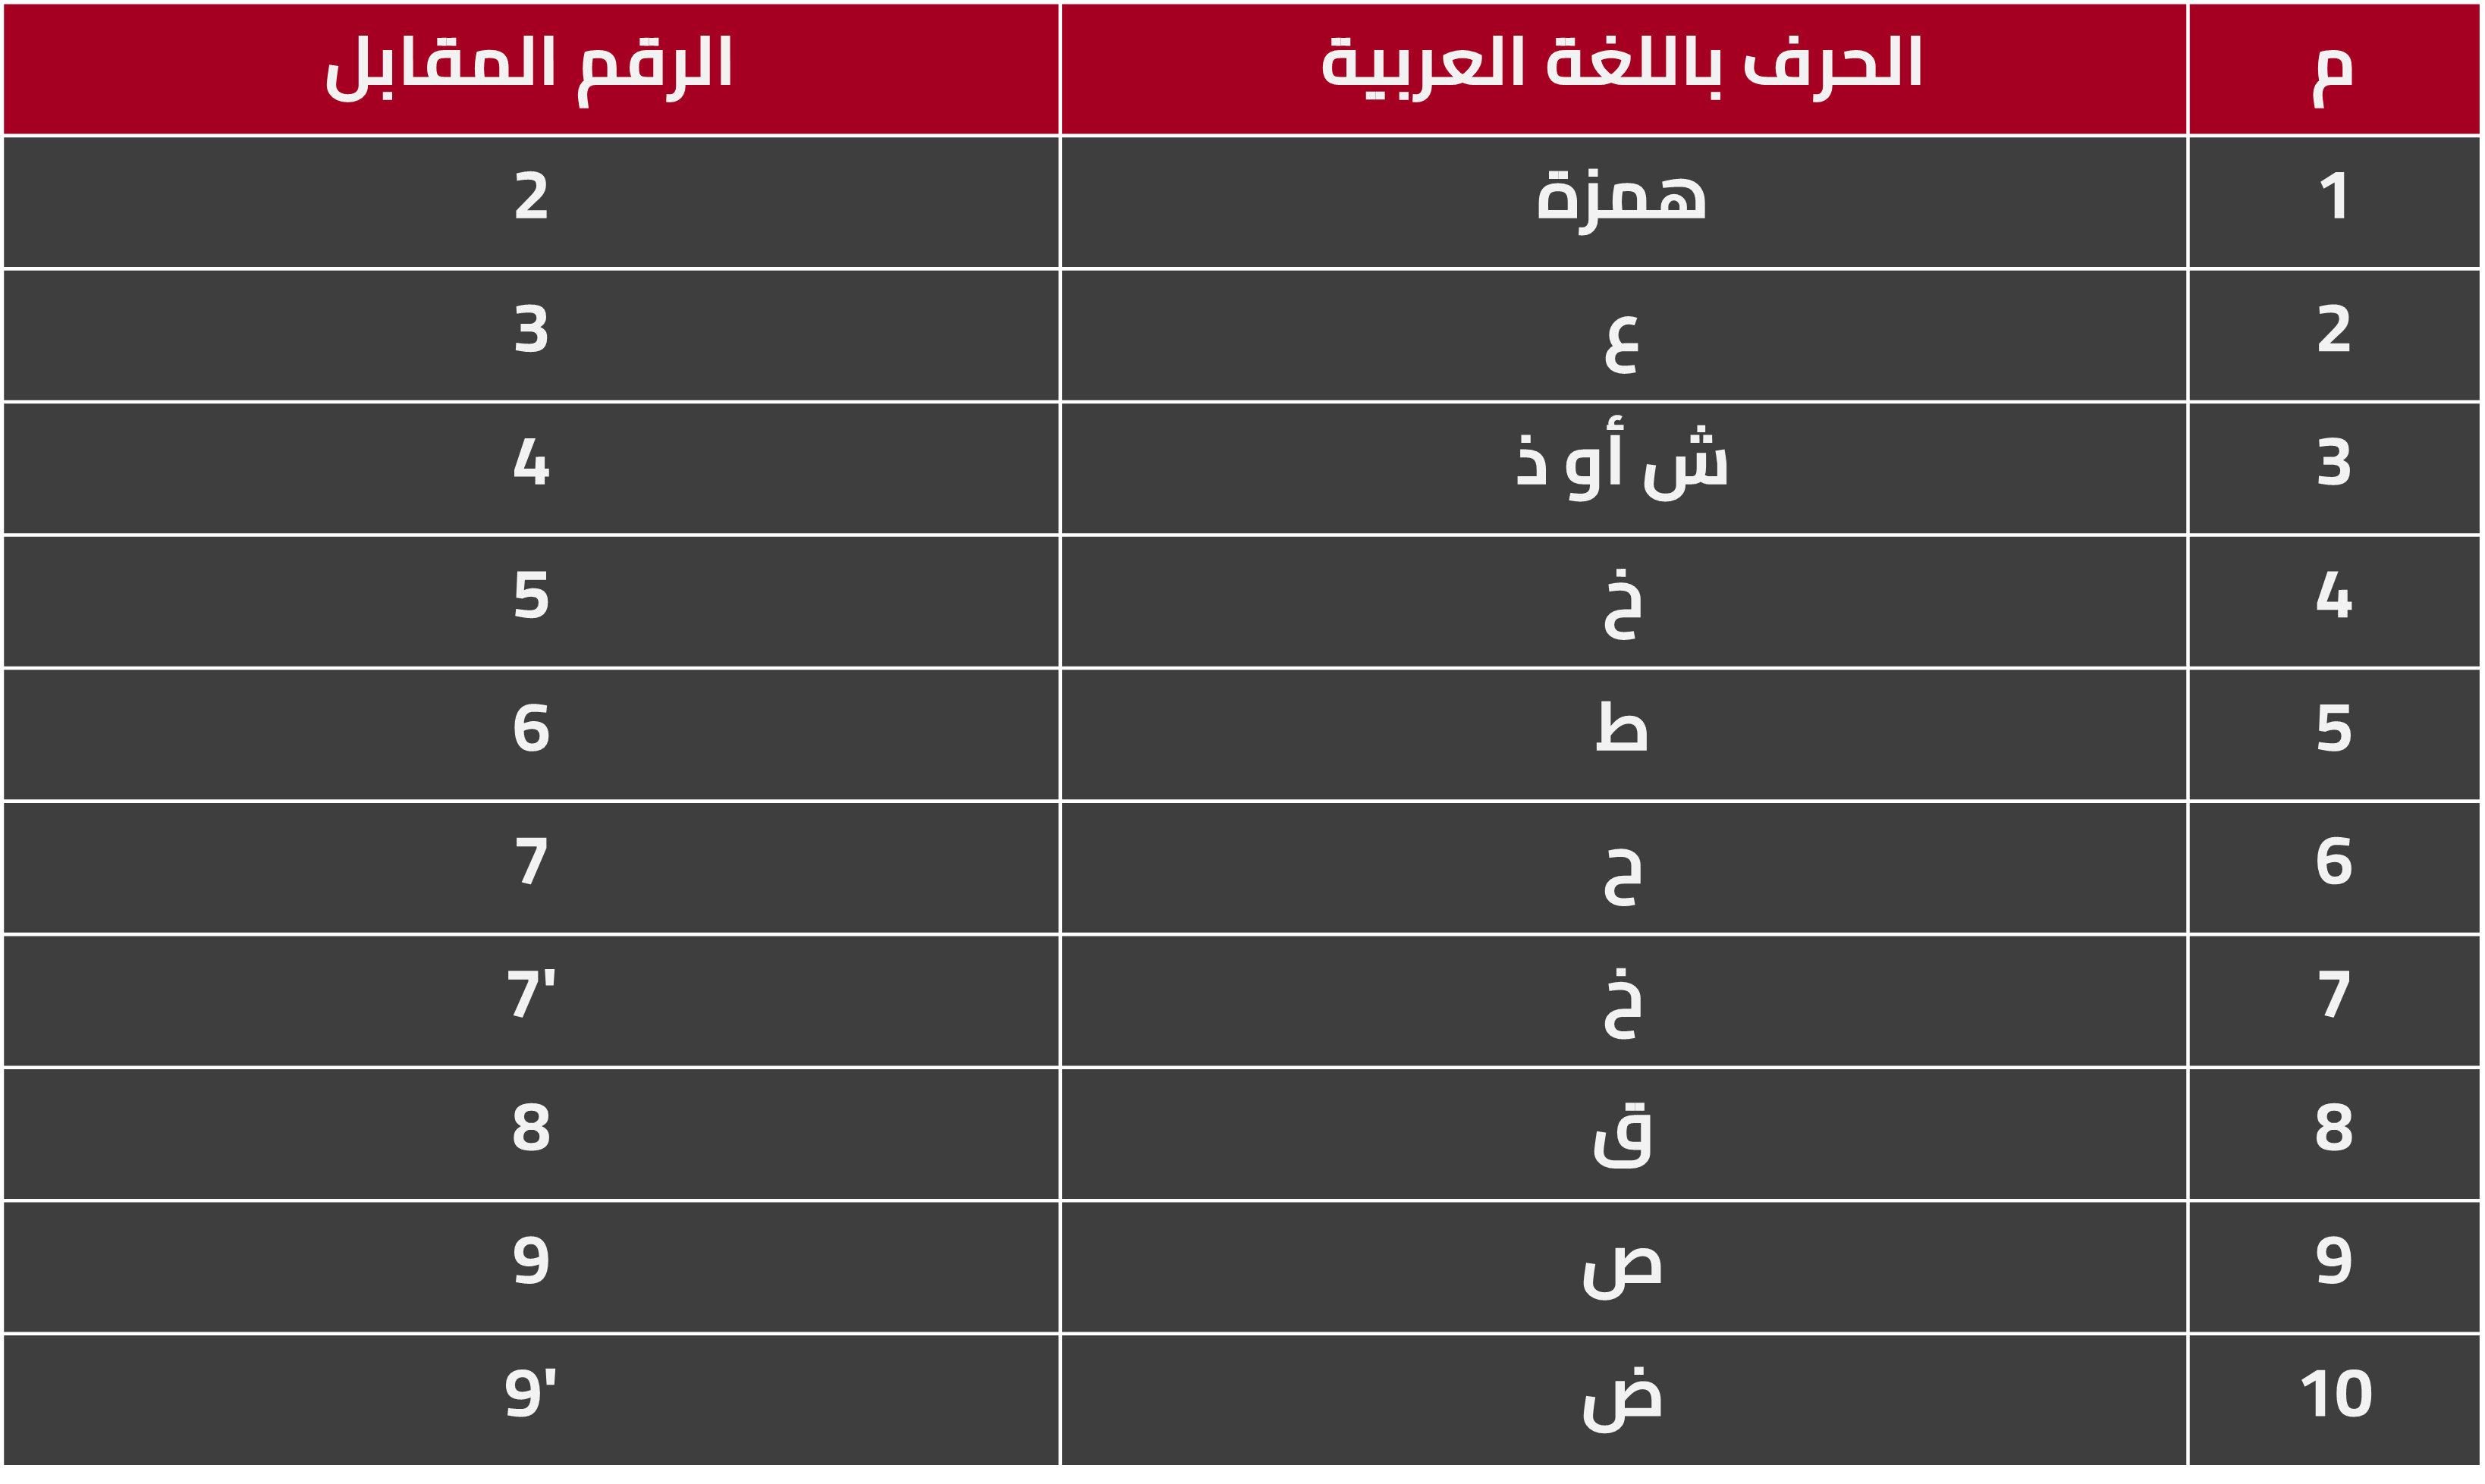 م الحرف باللغة العربية الرقم المقابل
1 همزة 2
2 ع 3
3 ش أو ذ 4
4 خ 5
5 ط 6
6 ح 7
7 خ 7'
8 ق 8
9 ص 9
10 ض 9'